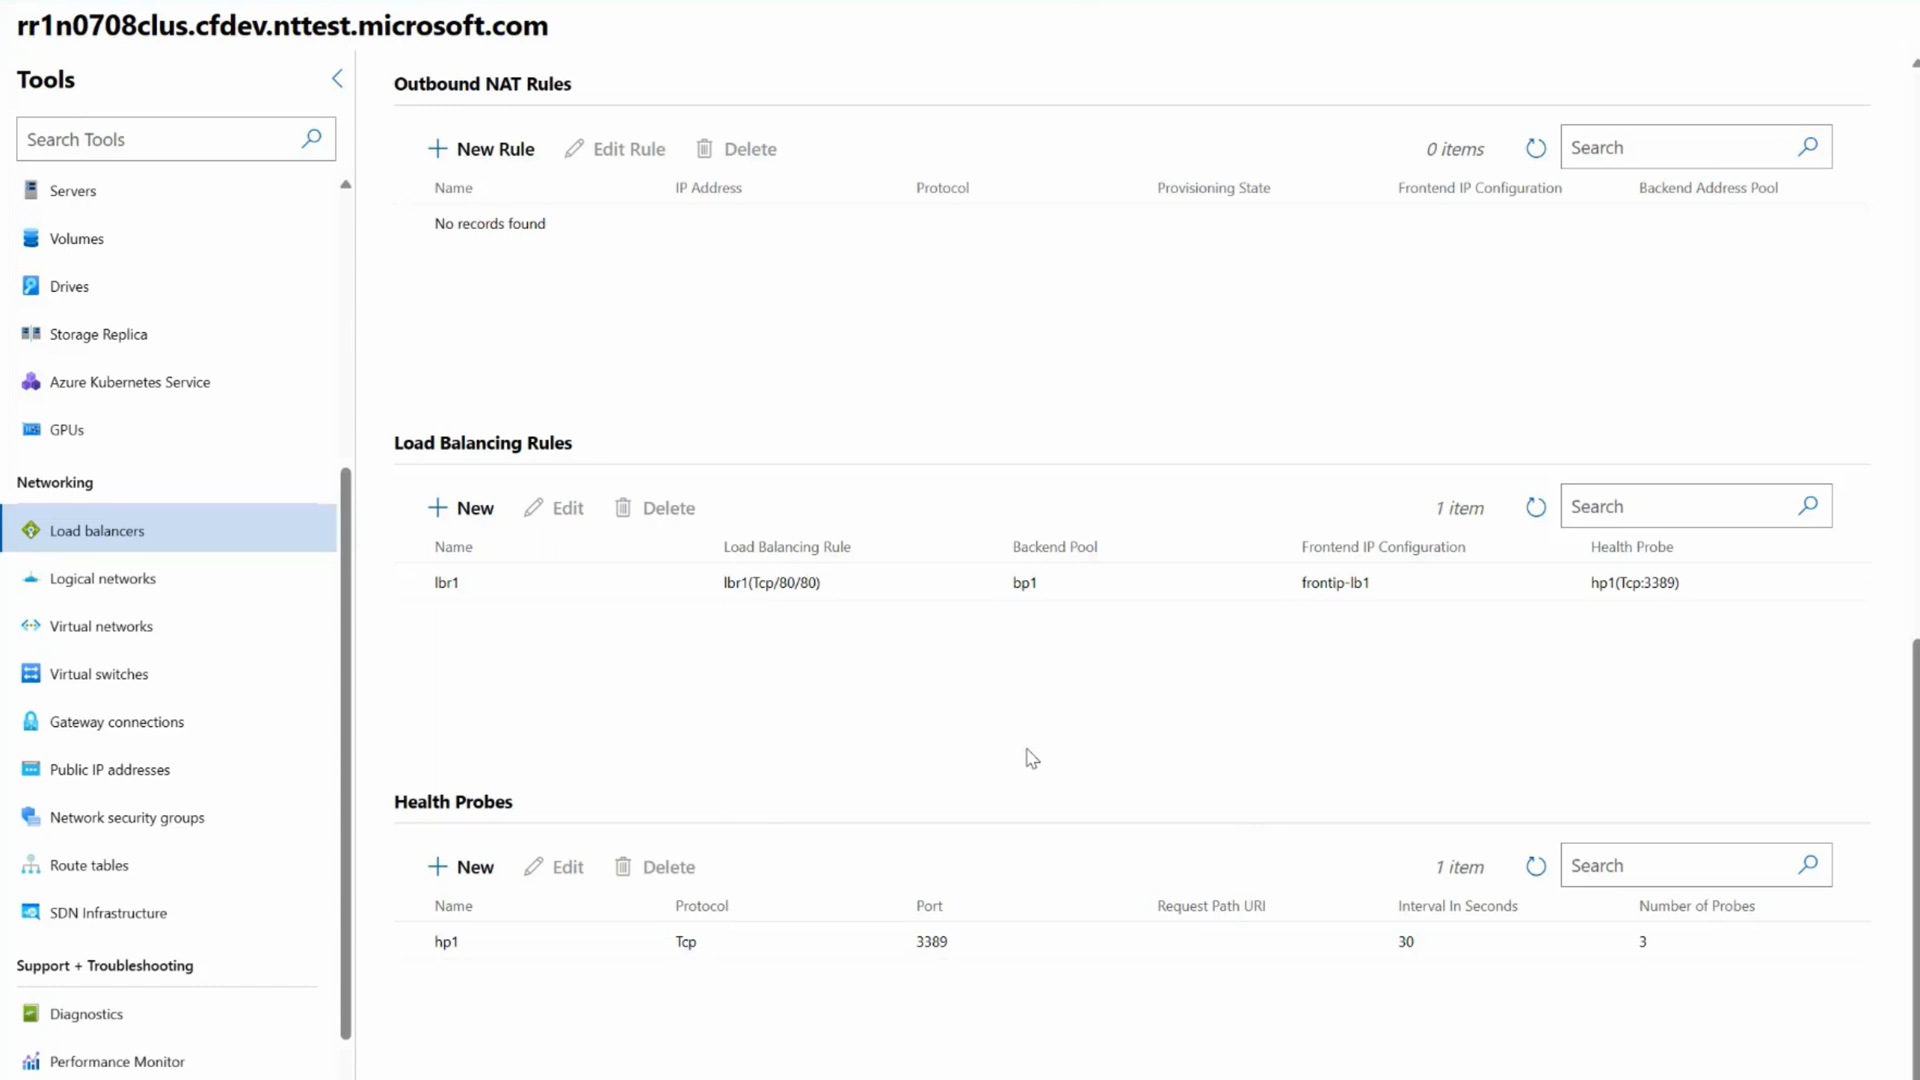 rr1n0708clus.cfdev.nttest.microsoft.com
Tools
Search Tools
Servers
Volumes
Drives
Storage Replica
Azure Kubernetes Service
GPUs
Networking
Load balancers
Logical networks
Virtual networks
Virtual switches
Gateway connections
Public IP addresses
Network security groups
Route tables
SDN Infrastructure
Support + Troubleshooting
Diagnostics
Performance Monitor
Outbound NAT Rules
New Rule Edit Rule Delete 0 items Search
Name IP Address Protocol Provisioning State Frontend IP Configuration Backend Address Pool
No records found
Load Balancing Rules
New Edit Delete 1 item Search
Name Load Balancing Rule Backend Pool Frontend IP Configuration Health Probe
lbr1 lbr1(Tcp/80/80) bp1 frontip-lb1 hp1(Tcp:3389)
Health Probes
New Edit Delete 1 item Search
Name Protocol Port Request Path URI Interval In Seconds Number of Probes
hp1 Tcp 3389 30 3